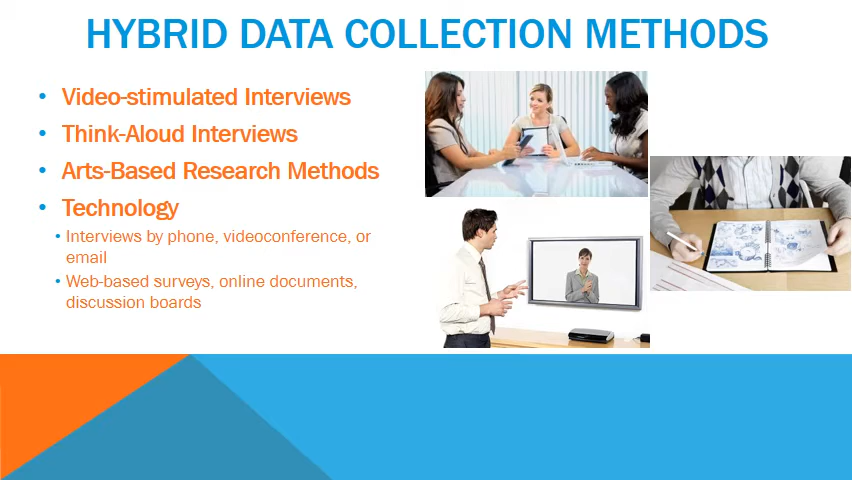 HYBRID DATA COLLECTION METHODS
• Video-stimulated Interviews
• Think-Aloud Interviews
• Arts-Based Research Methods
• Technology
• Interviews by phone, videoconference, or
email
• Web-based surveys, online documents,
discussion boards